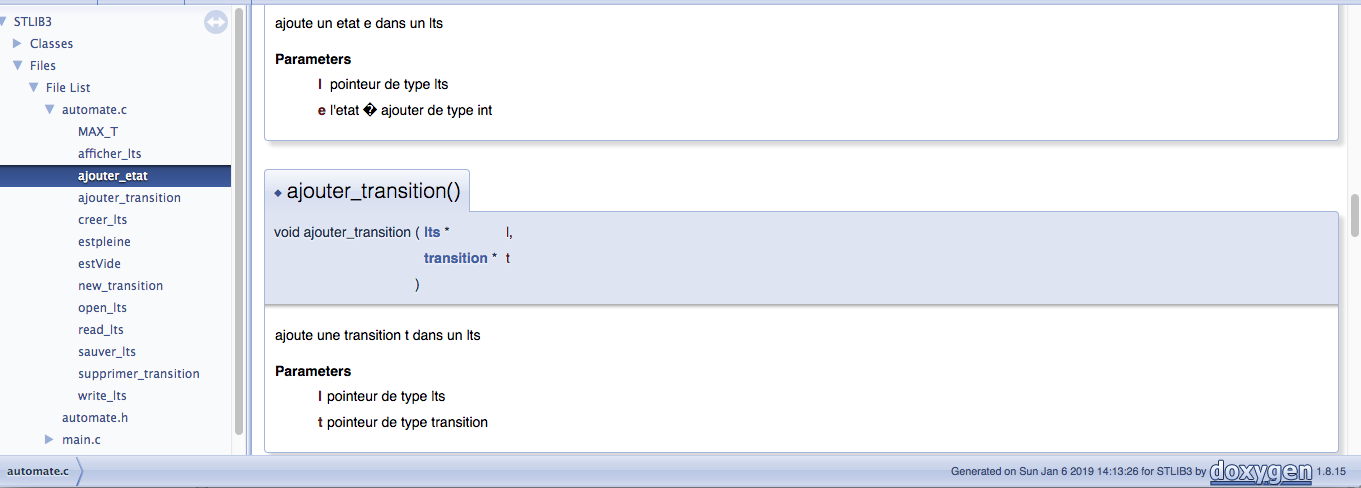 STLIB3
Classes
Files
File List
automate.c
MAX_T
afficher_lts
ajouter_etat
ajouter_transition
creer_lts
estpleine
estVide
new_transition
open_lts
read_lts
sauver_lts
supprimer_transition
write_lts
automate.h
main.c
ajoute un etat e dans un lts
Parameters
l pointeur de type lts
e l'etat � ajouter de type int
◆ ajouter_transition()
void ajouter_transition ( lts * l,
transition * t
)
ajoute une transition t dans un lts
Parameters
l pointeur de type lts
t pointeur de type transition
automate.c
Generated on Sun Jan 6 2019 14:13:26 for STLIB3 by doxygen 1.8.15